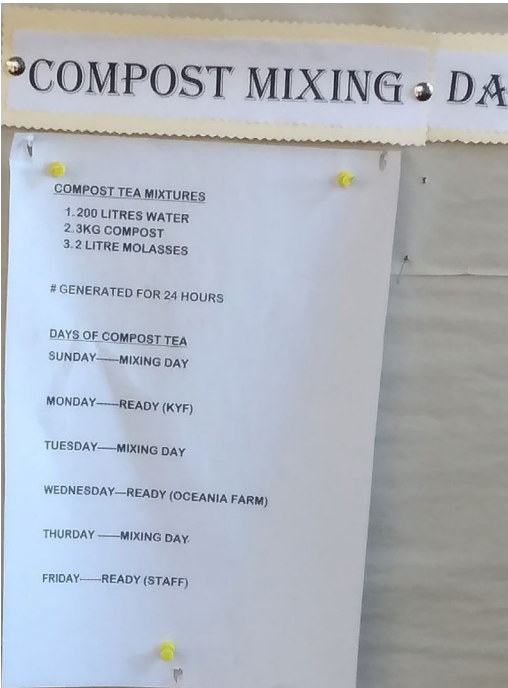 COMPOST MIXING DA
COMPOST TEA MIXTURES
1.200 LITRES WATER
2.3KG COMPOST
3.2 LITRE MOLASSES
# GENERATED FOR 24 HOURS
DAYS OF COMPOST TEA
SUNDAY——MIXING DAY
MONDAY——READY (KYF)
TUESDAY——MIXING DAY
WEDNESDAY—READY (OCEANIA FARM)
THURDAY ——MIXING DAY
FRIDAY——READY (STAFF)